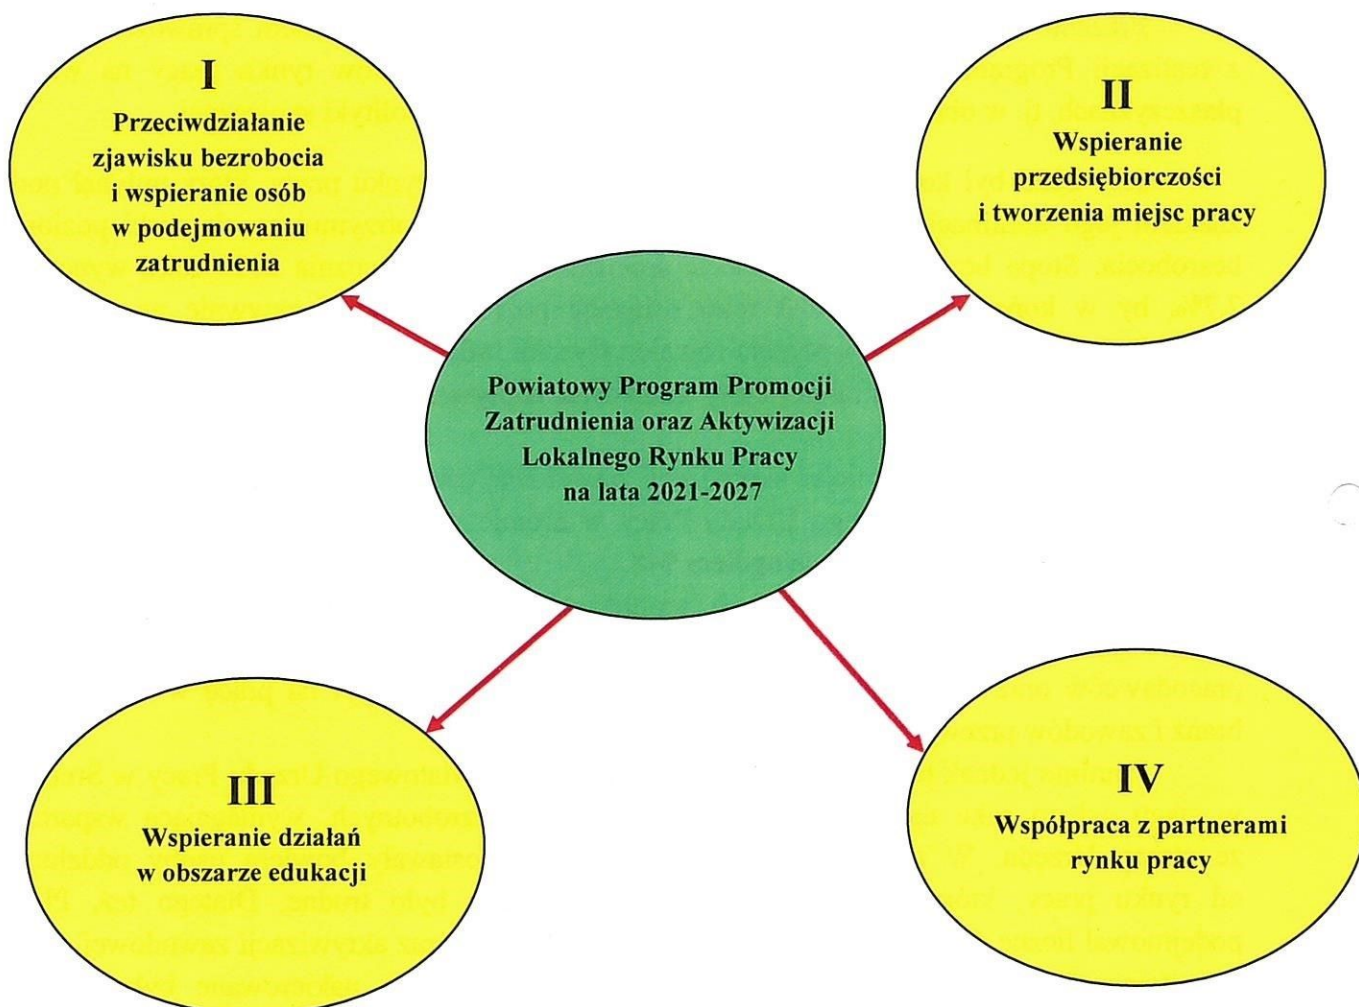 I
Przeciwdziałanie
zjawisku bezrobocia
i wspieranie osób
w podejmowaniu
zatrudnienia
II
Wspieranie
przedsiębiorczości
i tworzenia miejsc pracy
Powiatowy Program Promocji
Zatrudnienia oraz Aktywizacji
Lokalnego Rynku Pracy
na lata 2021-2027
III
Wspieranie działań
w obszarze edukacji
IV
Współpraca z partnerami
rynku pracy